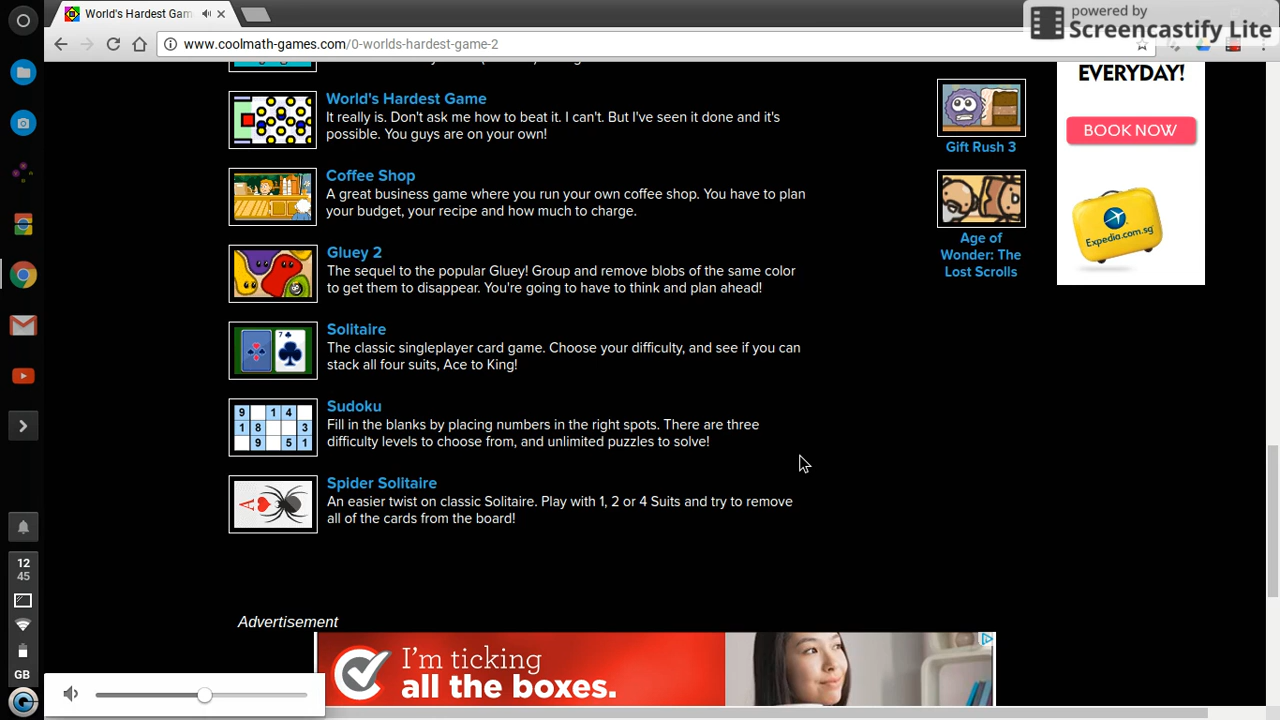 World's Hardest Gam
powered by
Screencastify Lite
www.coolmath-games.com/0-worlds-hardest-game-2
World's Hardest Game
It really is. Don't ask me how to beat it. I can't. But I've seen it done and it's
possible. You guys are on your own!
Coffee Shop
A great business game where you run your own coffee shop. You have to plan
your budget, your recipe and how much to charge.
Gluey 2
The sequel to the popular Gluey! Group and remove blobs of the same color
to get them to disappear. You're going to have to think and plan ahead!
Solitaire
The classic singleplayer card game. Choose your difficulty, and see if you can
stack all four suits, Ace to King!
7
Sudoku
Fill in the blanks by placing numbers in the right spots. There are three
difficulty levels to choose from, and unlimited puzzles to solve!
9 1 4
1 8 3
9 5 1
Spider Solitaire
An easier twist on classic Solitaire. Play with 1, 2 or 4 Suits and try to remove
all of the cards from the board!
A
Gift Rush 3
Age of
Wonder: The
Lost Scrolls
EVERYDAY!
BOOK NOW
Expedia.com.sg
Advertisement
I'm ticking
all the boxes.
12
45
GB